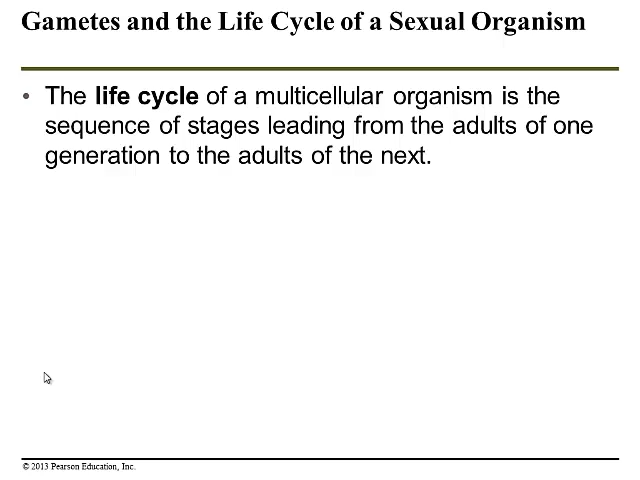 Gametes and the Life Cycle of a Sexual Organism
• The life cycle of a multicellular organism is the
sequence of stages leading from the adults of one
generation to the adults of the next.
© 2013 Pearson Education, Inc.